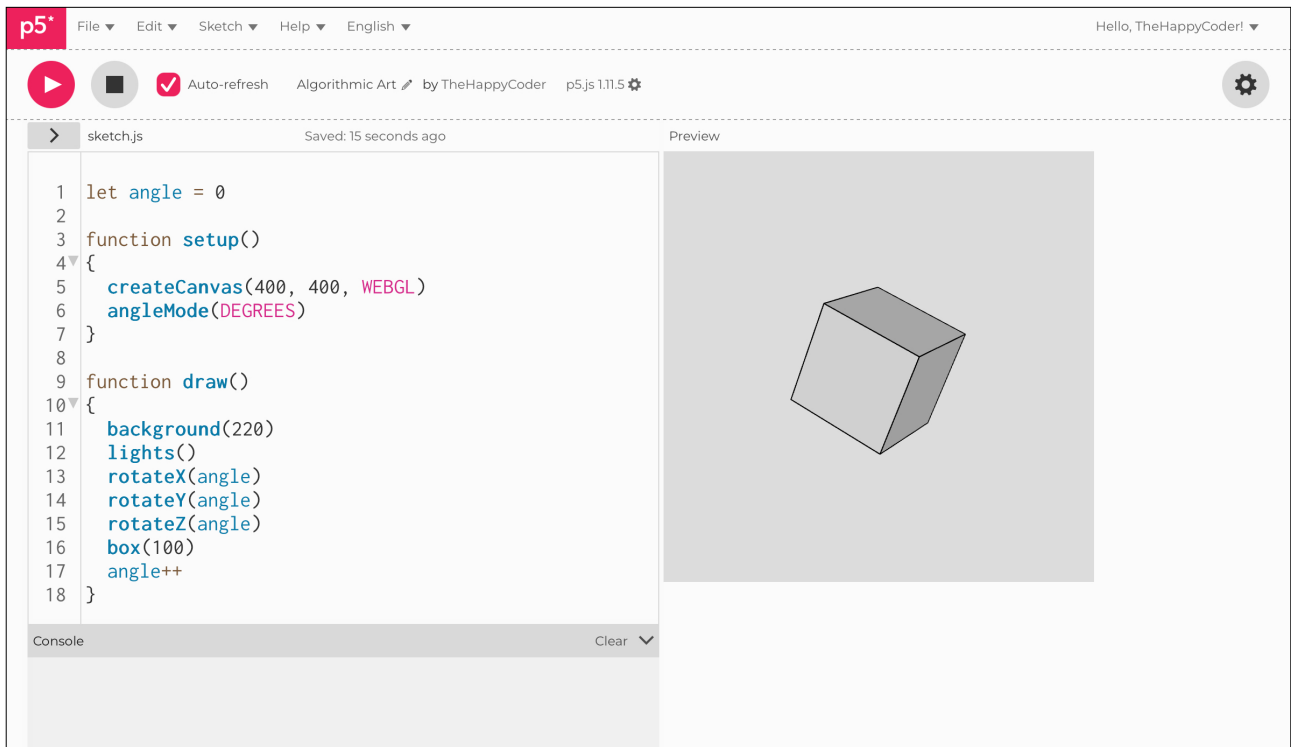 p5* File Edit Sketch Help English Hello, TheHappyCoder!
Auto-refresh Algorithmic Art by TheHappyCoder p5.js 1.11.5
> sketch.js Saved: 15 seconds ago Preview
1 let angle = 0
2
3 function setup()
4 {
5 createCanvas(400, 400, WEBGL)
6 angleMode(DEGREES)
7 }
8
9 function draw()
10 {
11 background(220)
12 lights()
13 rotateX(angle)
14 rotateY(angle)
15 rotateZ(angle)
16 box(100)
17 angle++
18 }
Console Clear